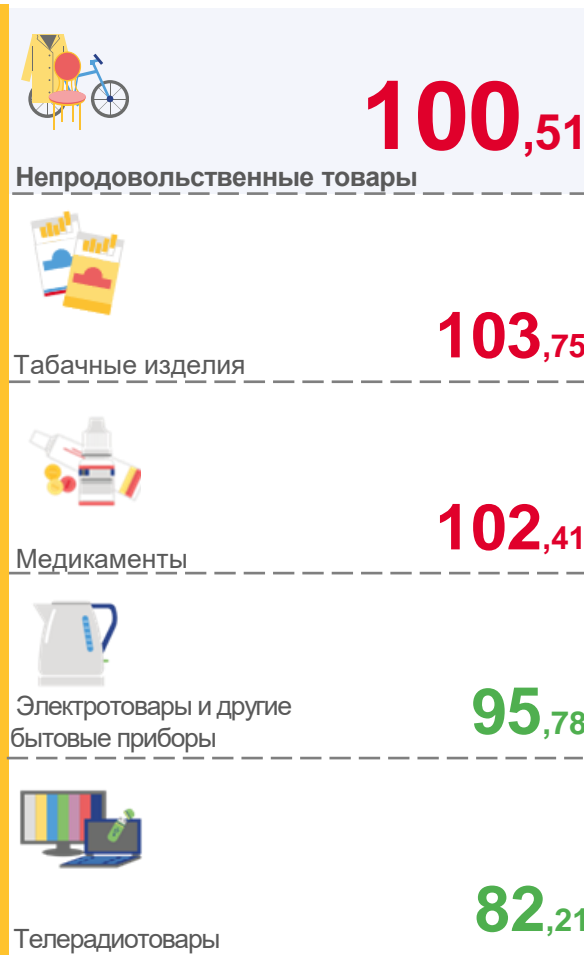 100,51
Непродовольственные товары
103,75
Табачные изделия
102,41
Медикаменты
Электротовары и другие
95,78
бытовые приборы
82,21
Телерадиотовары